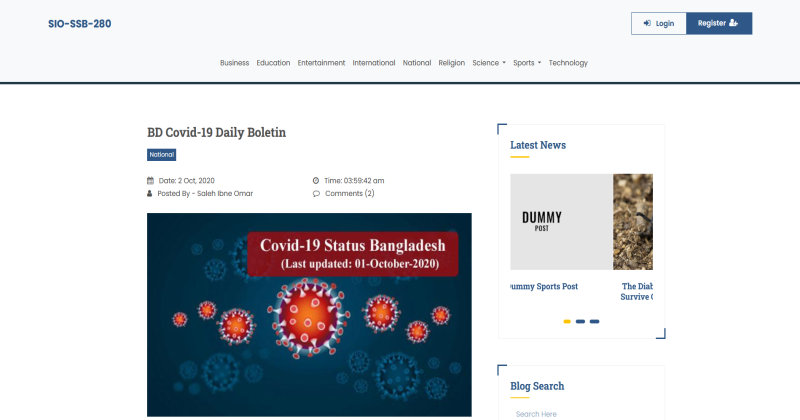 SIO-SSB-280
Login
Register
Business Education Entertainment International National Religion Science Sports Technology
BD Covid-19 Daily Boletin
National
Date: 2 Oct, 2020
Time: 03:59:42 am
Posted By - Saleh Ibne Omar
Comments (2)
Covid-19 Status Bangladesh
(Last updated: 01-October-2020)
Latest News
DUMMY
POST
ummy Sports Post
The Diab
Survive
Blog Search
Search Here